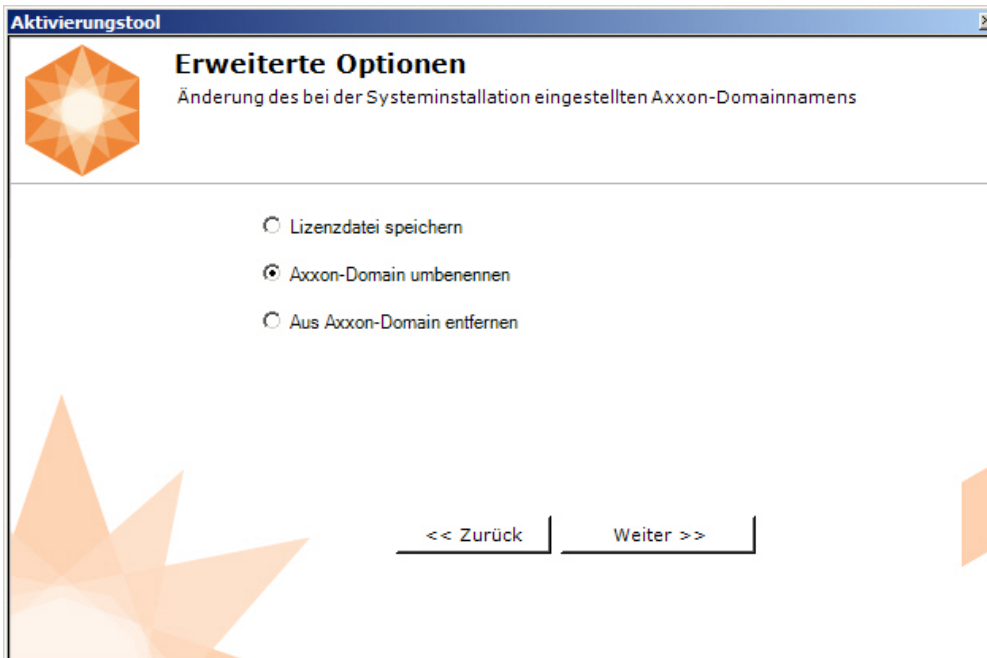 Aktivierungstool
Erweiterte Optionen
Änderung des bei der Systeminstallation eingestellten Axxon-Domainnamens
Lizenzdatei speichern
Axxon-Domain umbenennen
Aus Axxon-Domain entfernen
<< Zurück
Weiter >>